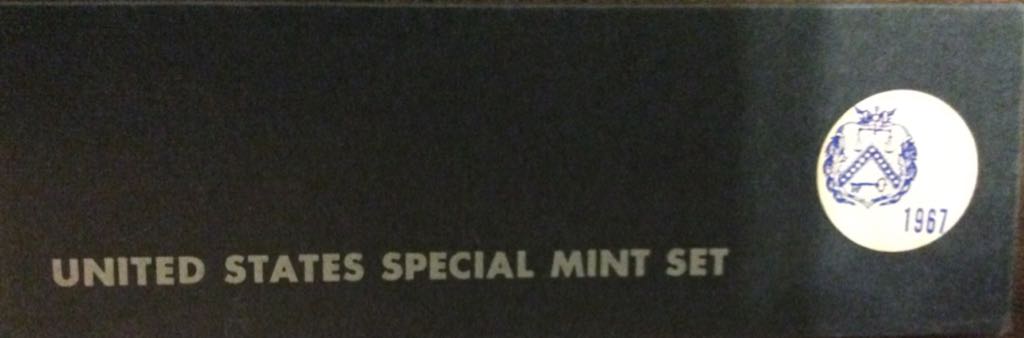 1967
UNITED STATES SPECIAL MINT SET